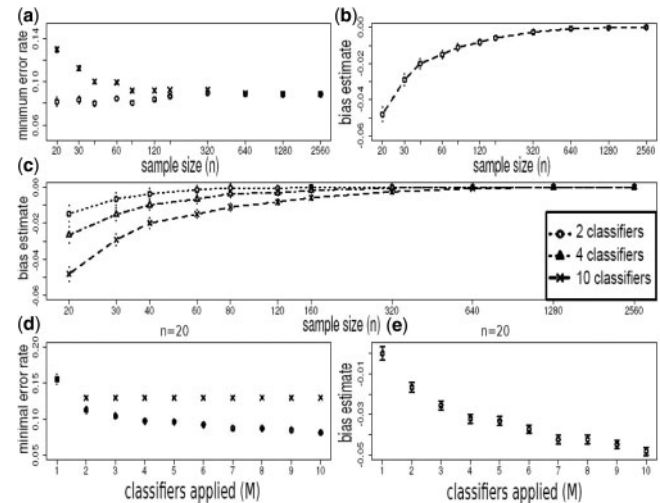 (a)
minimum error rate
0.06 0.10 0.14
20 30 40 60 80 120 320 640 1280 2560
sample size (n)
(b)
bias estimate
-0.06 -0.04 -0.02 0.00
20 30 60 120 320 640 1280 2560
sample size (n)
(c)
bias estimate
-0.06 -0.04 -0.02 0.00
20 30 40 60 80 120 160 320 640 1280 2560
sample size (n)
2 classifiers
4 classifiers
10 classifiers
(d)
n=20
minimal error rate
0.05 0.10 0.15 0.20
1 2 3 4 5 6 7 8 9 10
classifiers applied (M)
(e)
n=20
bias estimate
-0.05 -0.03 -0.01
1 2 3 4 5 6 7 8 9 10
classifiers applied (M)